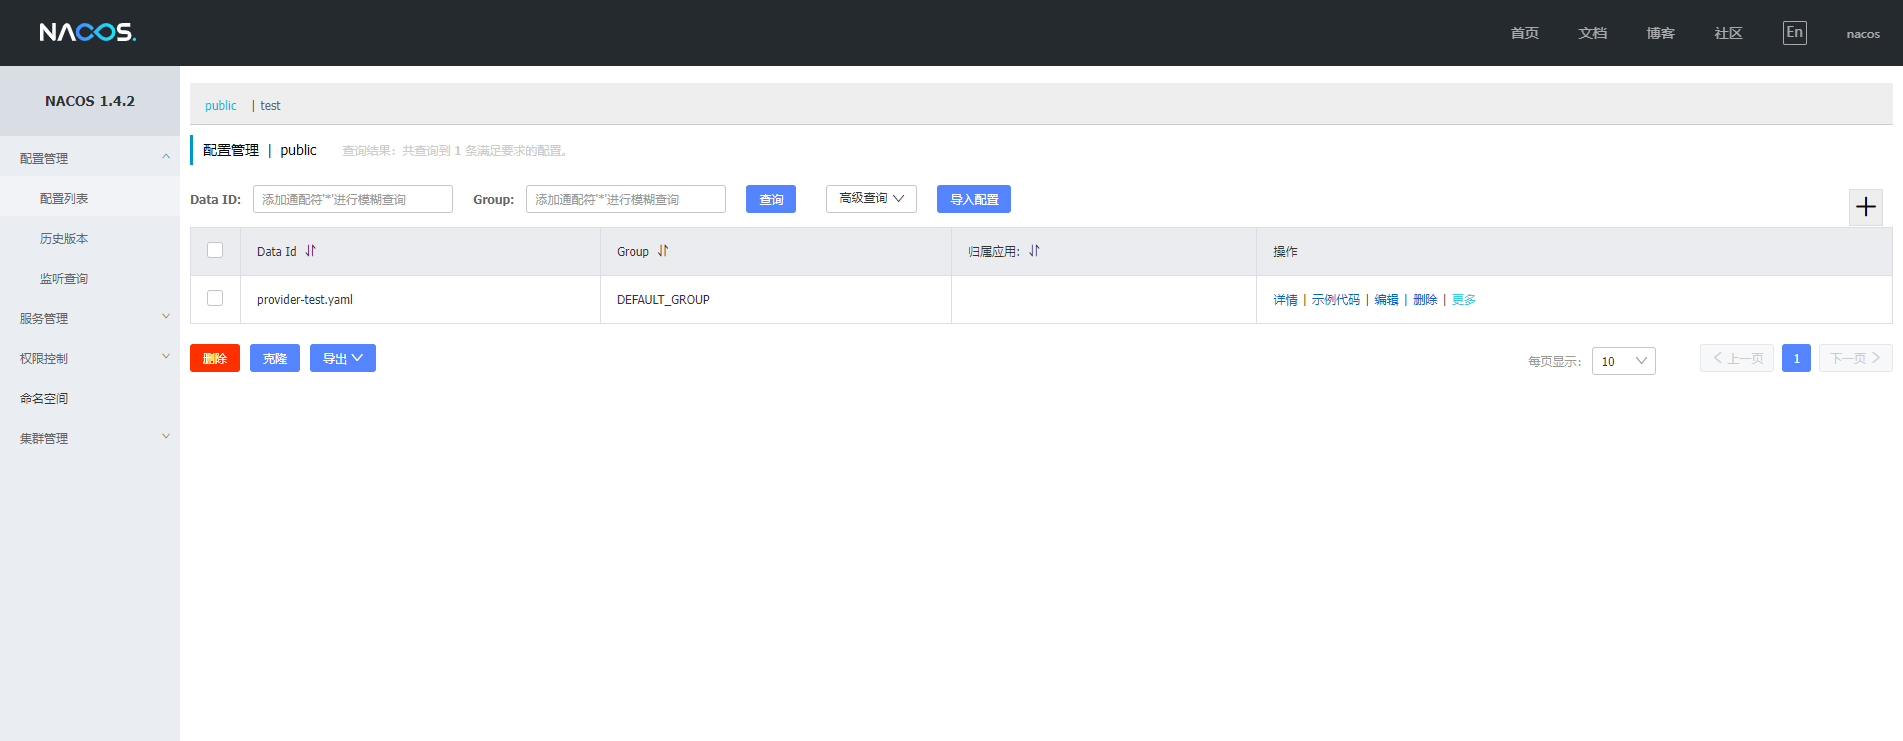 NACOS.
首页 文档 博客 社区 En nacos
NACOS 1.4.2
配置管理
配置列表
历史版本
监听查询
服务管理
权限控制
命名空间
集群管理
public | test
配置管理 | public 查询结果：共查询到 1 条满足要求的配置。
Data ID: 添加通配符'*'进行模糊查询 Group: 添加通配符'*'进行模糊查询 查询 高级查询 导入配置
Data Id Group 归属应用: 操作
provider-test.yaml DEFAULT_GROUP 详情 | 示例代码 | 编辑 | 删除 | 更多
删除 克隆 导出 每页显示: 10 上一页 1 下一页